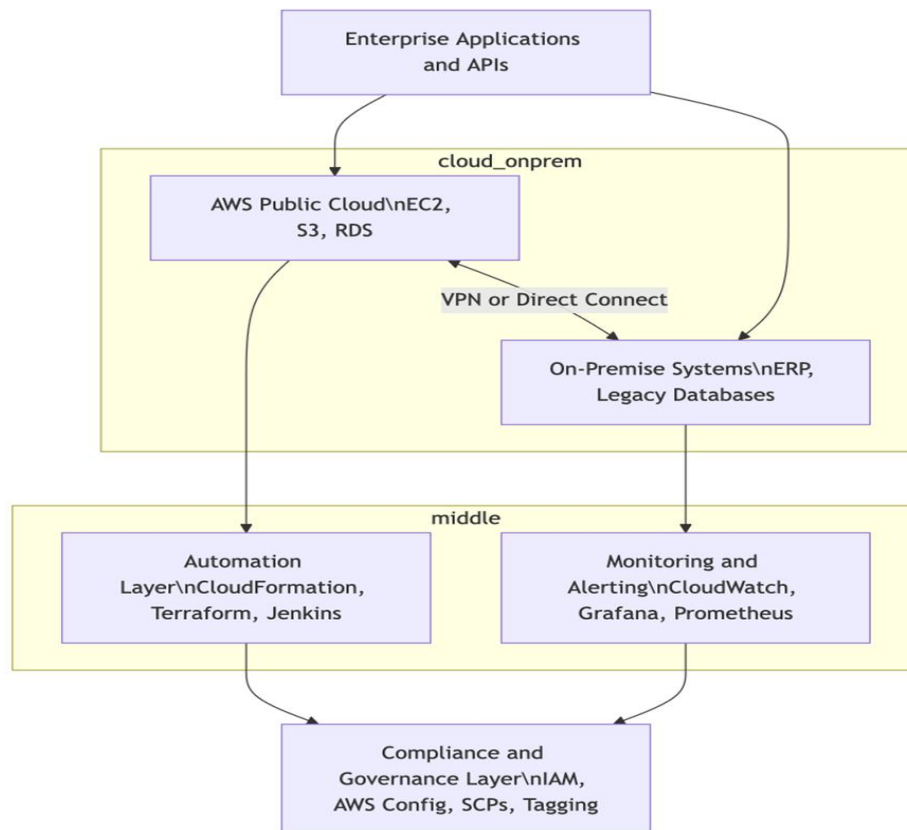 Enterprise Applications
and APIs
cloud_onprem
AWS Public Cloud\nEC2,
S3, RDS
VPN or Direct Connect
On-Premise Systems\nERP,
Legacy Databases
middle
Automation
Layer\nCloudFormation,
Terraform, Jenkins
Monitoring and
Alerting\nCloudWatch,
Grafana, Prometheus
Compliance and
Governance Layer\nIAM,
AWS Config, SCPs, Tagging